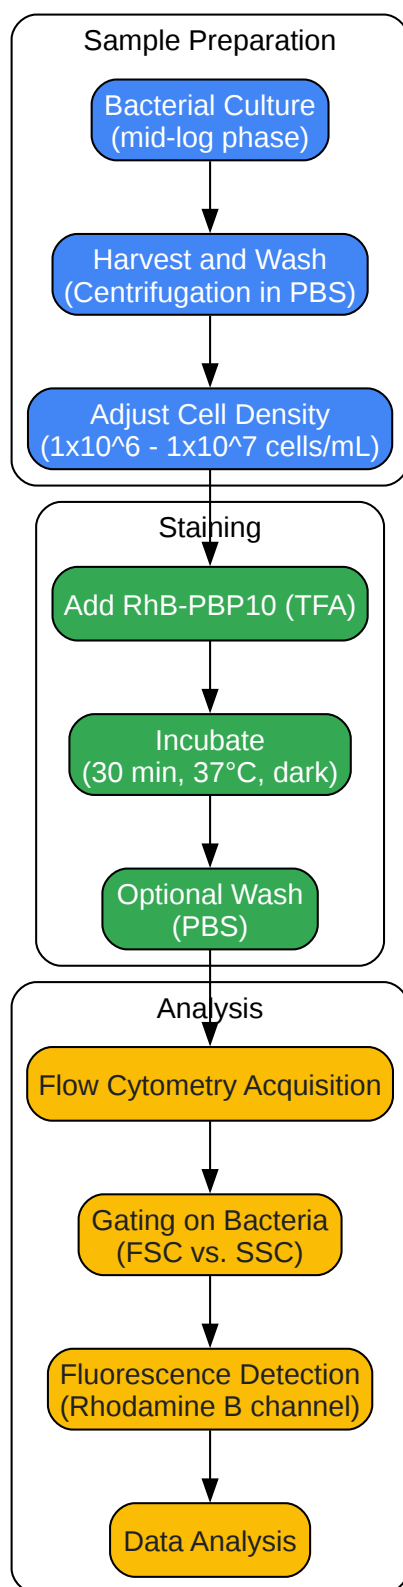 Sample Preparation
Bacterial Culture
(mid-log phase)
Harvest and Wash
(Centrifugation in PBS)
Adjust Cell Density
(1x10^6 - 1x10^7 cells/mL)
Staining
Add RhB-PBP10 (TFA)
Incubate
(30 min, 37°C, dark)
Optional Wash
(PBS)
Analysis
Flow Cytometry Acquisition
Gating on Bacteria
(FSC vs. SSC)
Fluorescence Detection
(Rhodamine B channel)
Data Analysis